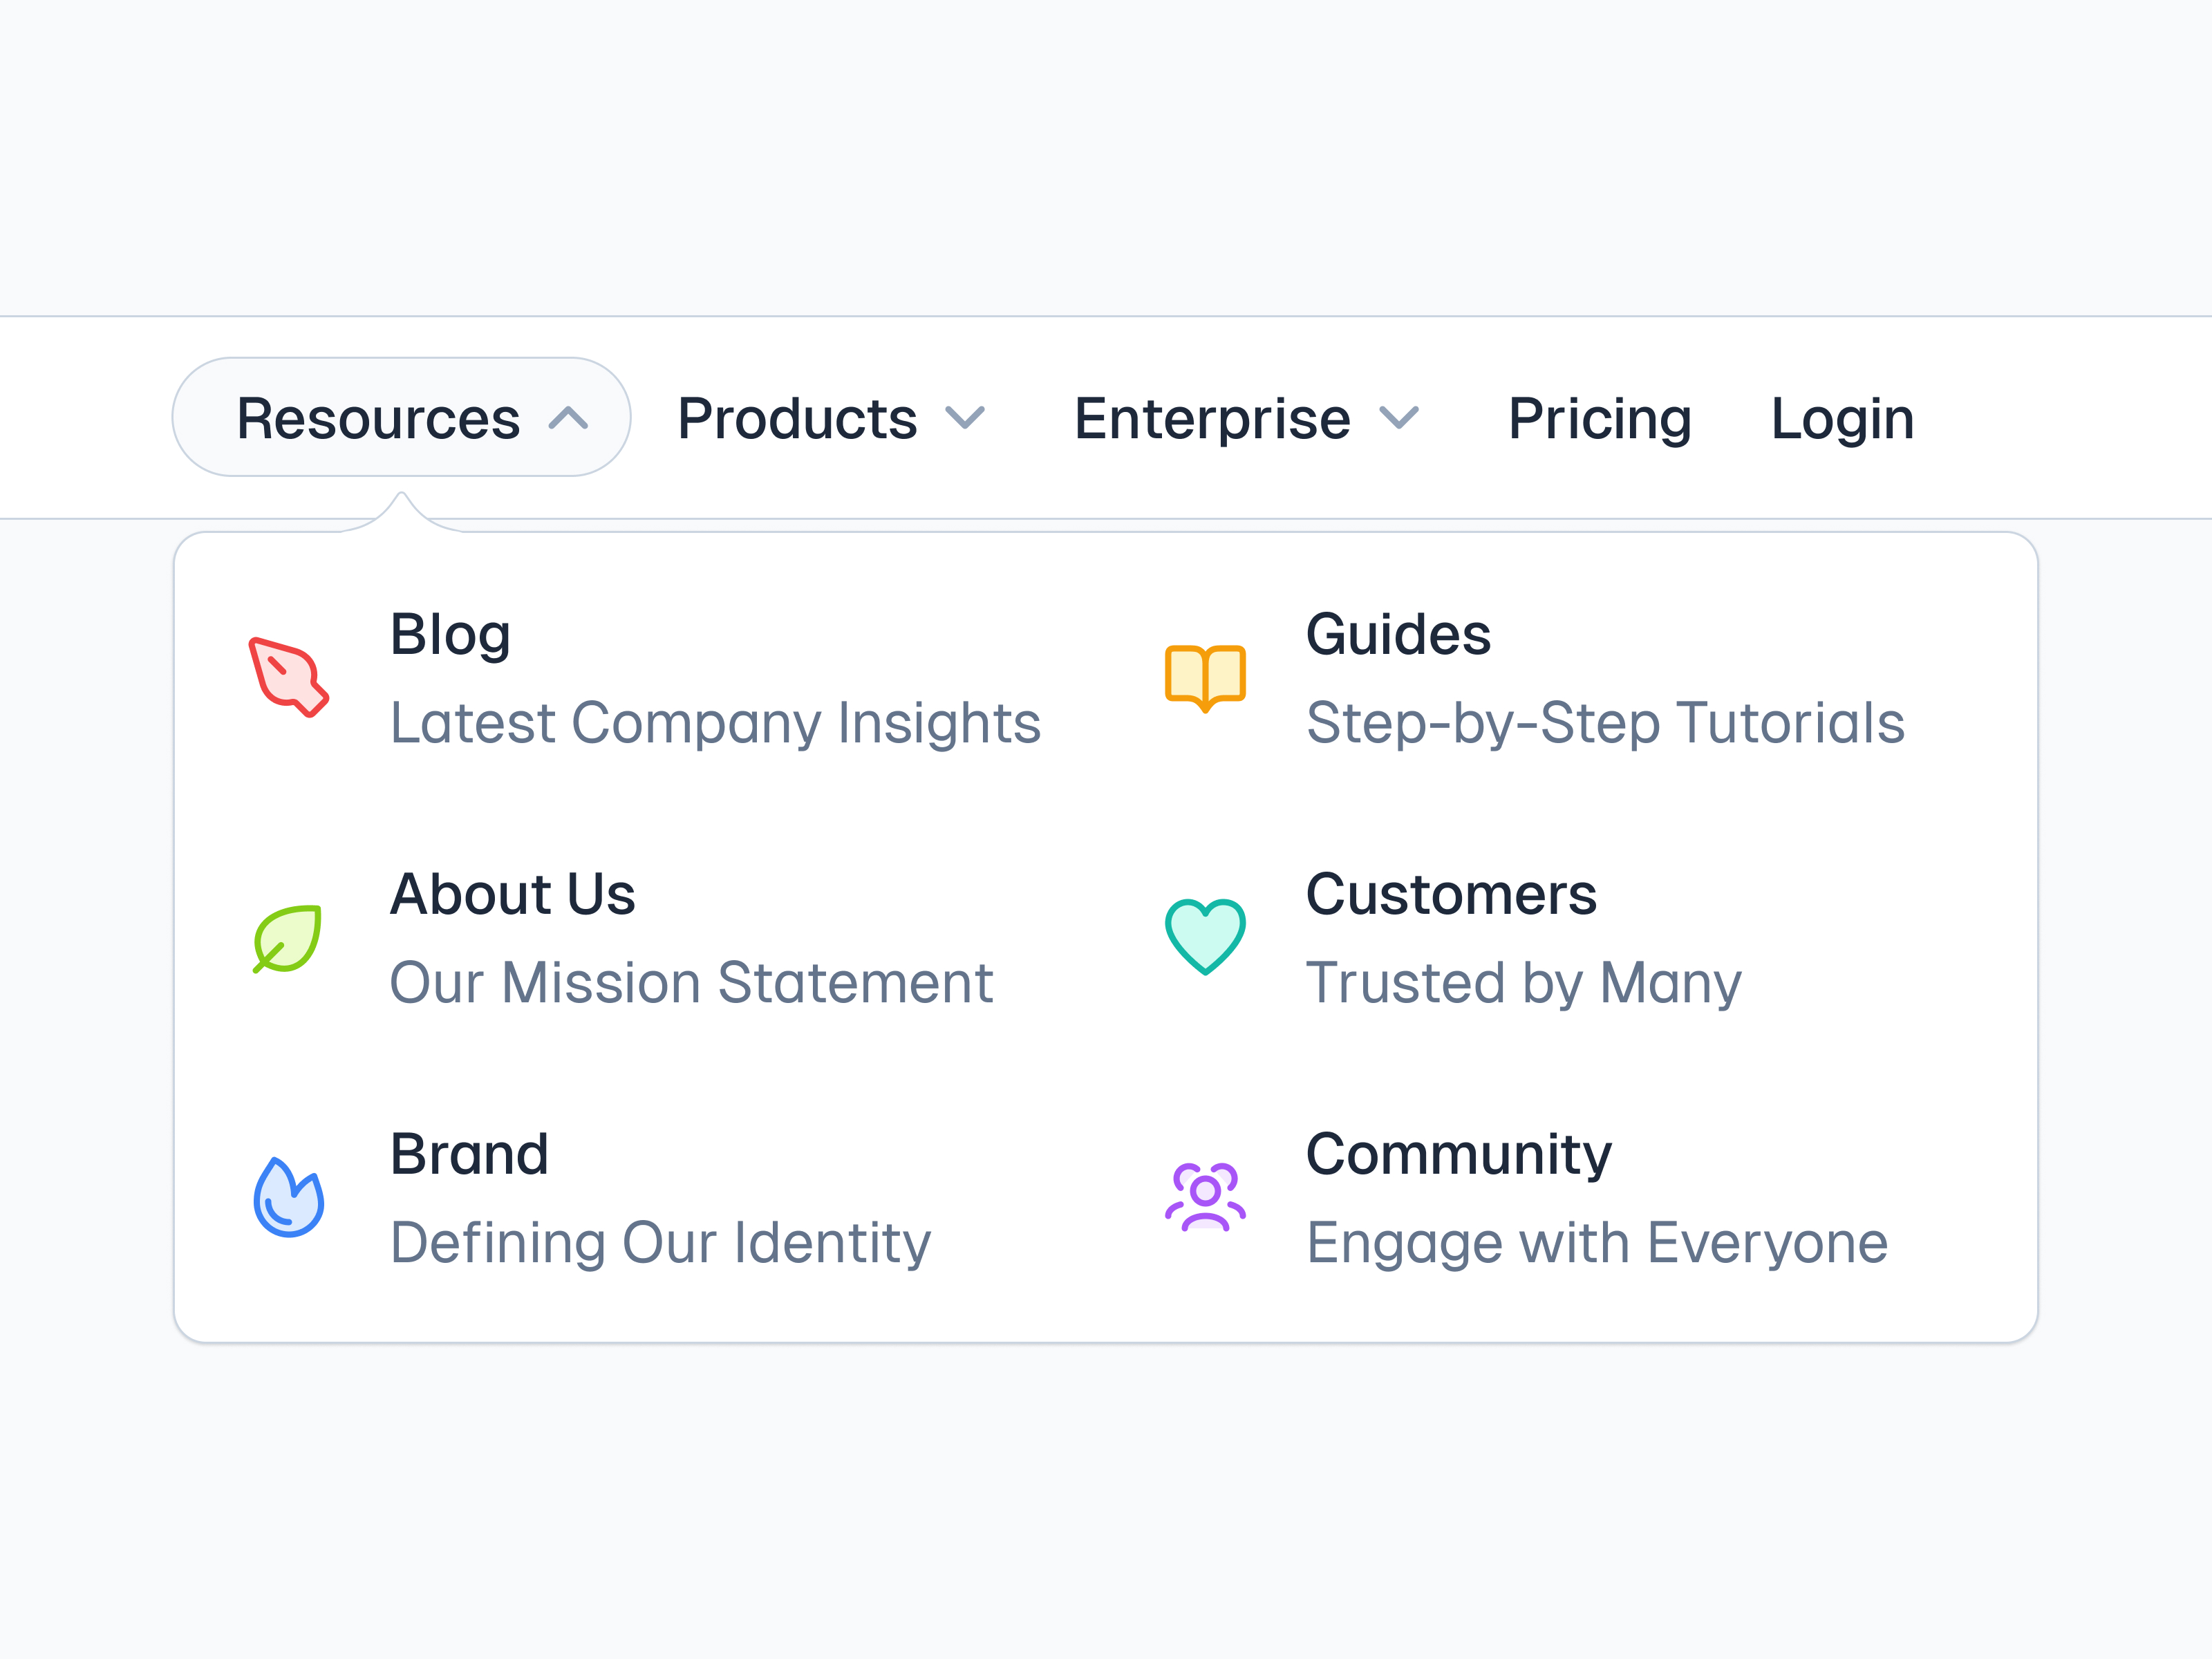 Resources
Products
Enterprise
Pricing
Login
Blog
Latest Company Insights
Guides
Step-by-Step Tutorials
About Us
Our Mission Statement
Customers
Trusted by Many
Brand
Defining Our Identity
Community
Engage with Everyone